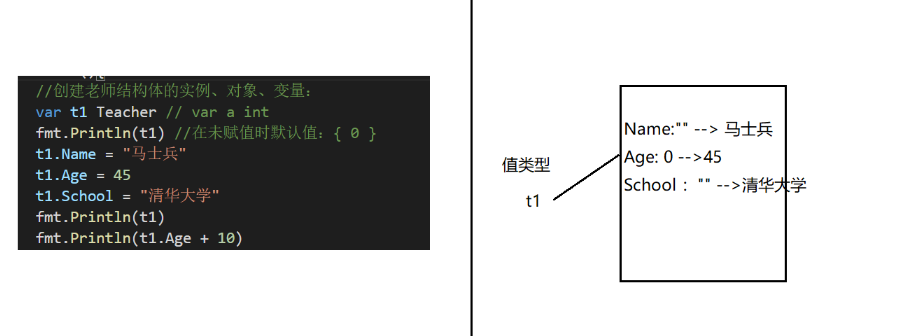 //创建老师结构体的实例、对象、变量:
var t1 Teacher // var a int
fmt.Println(t1) //在未赋值时默认值: { 0 }
t1.Name = "马士兵"
t1.Age = 45
t1.School = "清华大学"
fmt.Println(t1)
fmt.Println(t1.Age + 10)
值类型
t1
Name:"" --> 马士兵
Age: 0 -->45
School： "" -->清华大学